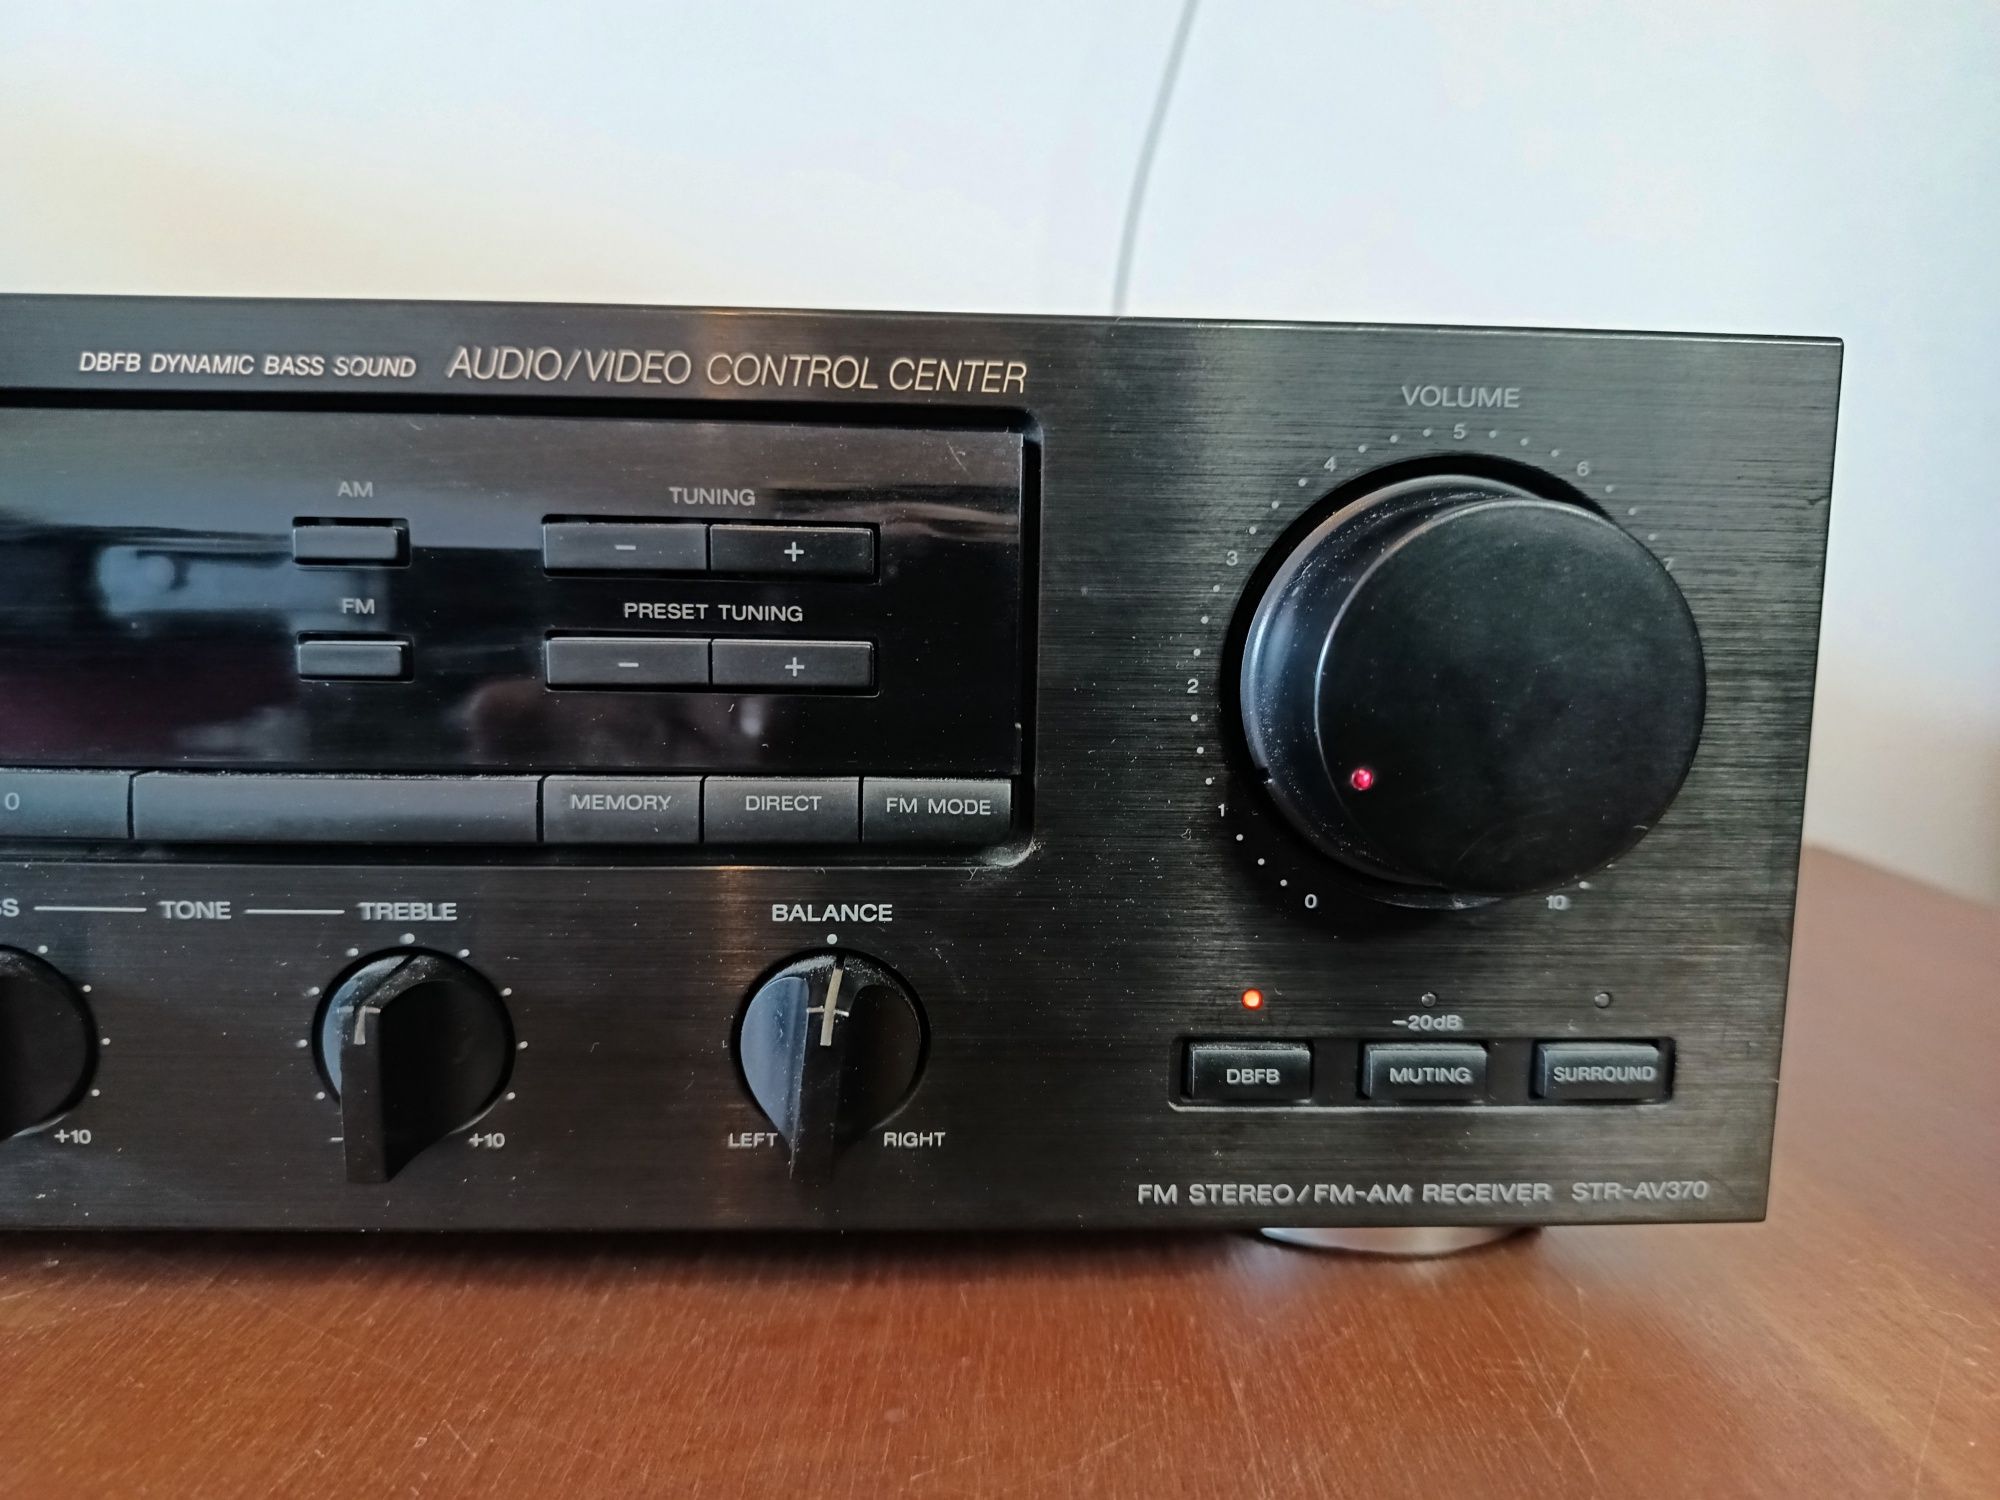 DBFB DYNAMIC BASS SOUND AUDIO/VIDEO CONTROL CENTER
VOLUME
0 1 2 3 4 5 6 7 10
AM
TUNING
− +
FM
PRESET TUNING
− +
0
MEMORY DIRECT FM MODE
TONE TREBLE
BALANCE
+10
− +10
LEFT RIGHT
-20dB
DBFB MUTING SURROUND
FM STEREO/FM-AM RECEIVER STR-AV370